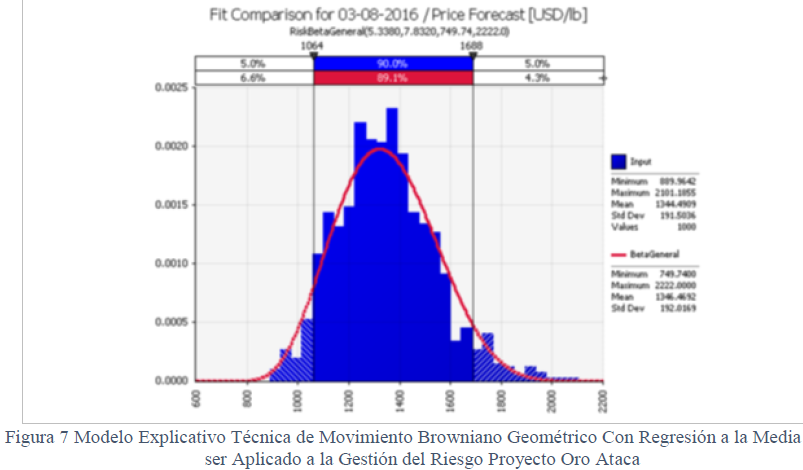 Fit Comparison for 03-08-2016 / Price Forecast [USD/lb]
RiskBetaGeneral(5.3380,7.8320,749.74,2222.0)
1064 1688
5.0% 90.0% 5.0%
6.6% 89.1% 4.3%
0.0025
0.0020
0.0015
0.0010
0.0005
0.0000
600 800 1000 1200 1400 1600 1800 2000 2200
Input
Minimum 889.9642
Maximum 2101.1855
Mean 1344.4909
Std Dev 191.5036
Values 1000
BetaGeneral
Minimum 749.7400
Maximum 2222.0000
Mean 1346.4692
Std Dev 192.0169
Figura 7 Modelo Explicativo Técnica de Movimiento Browniano Geométrico Con Regresión a la Media
ser Aplicado a la Gestión del Riesgo Proyecto Oro Ataca